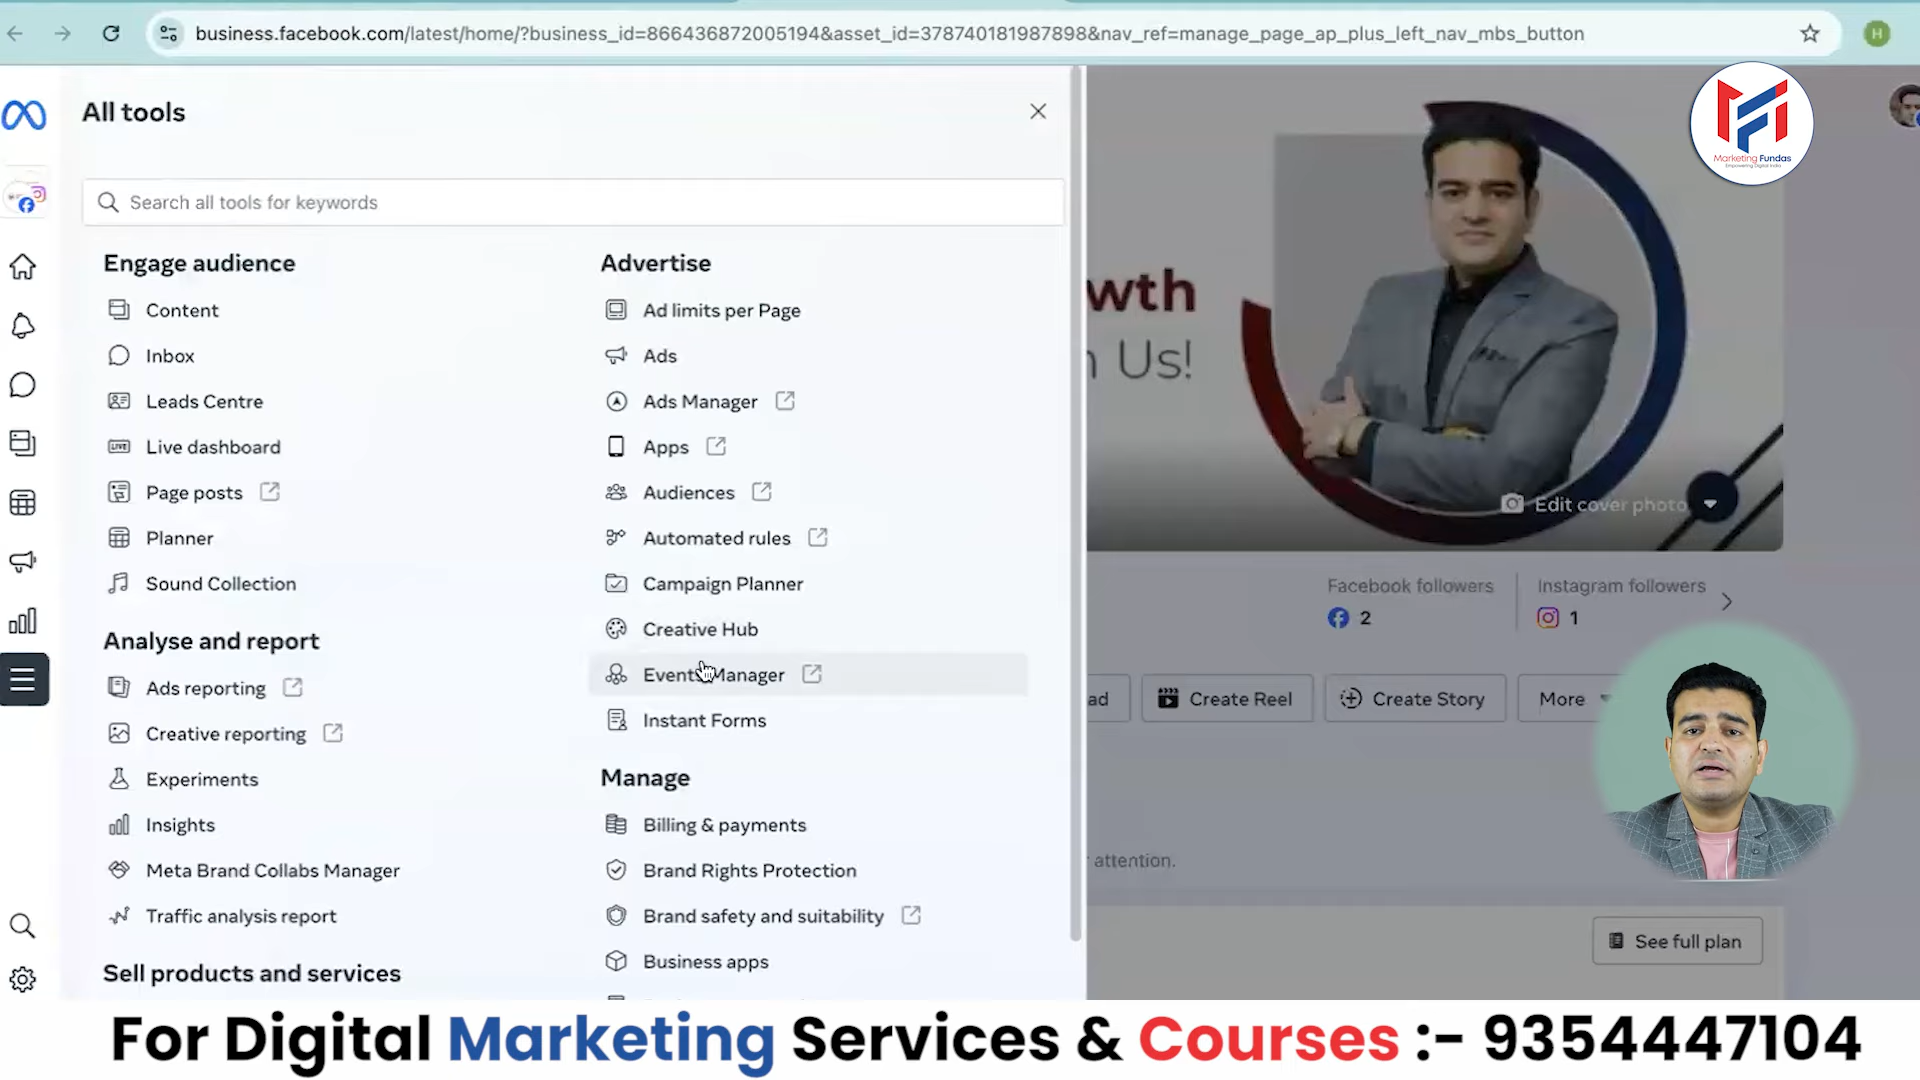 business.facebook.com/latest/home/?business_id=866436872005194&asset_id=378740181987898&nav_ref=manage_page_ap_plus_left_nav_mbs_button
H
All tools
Search all tools for keywords
Engage audience
Content
Inbox
Leads Centre
LIVE Live dashboard
Page posts
Planner
Sound Collection
Analyse and report
Ads reporting
Creative reporting
Experiments
Insights
Meta Brand Collabs Manager
Traffic analysis report
Sell products and services
Advertise
Ad limits per Page
Ads
Ads Manager
Apps
Audiences
Automated rules
Campaign Planner
Creative Hub
Events Manager
Instant Forms
Manage
Billing & payments
Brand Rights Protection
Brand safety and suitability
Business apps
Marketing Fundas
Empowering Digital India
wth
Us!
Edit cover photo
Facebook followers
2
Instagram followers
1
ad
Create Reel
Create Story
More
attention.
See full plan
For Digital Marketing Services & Courses :- 9354447104